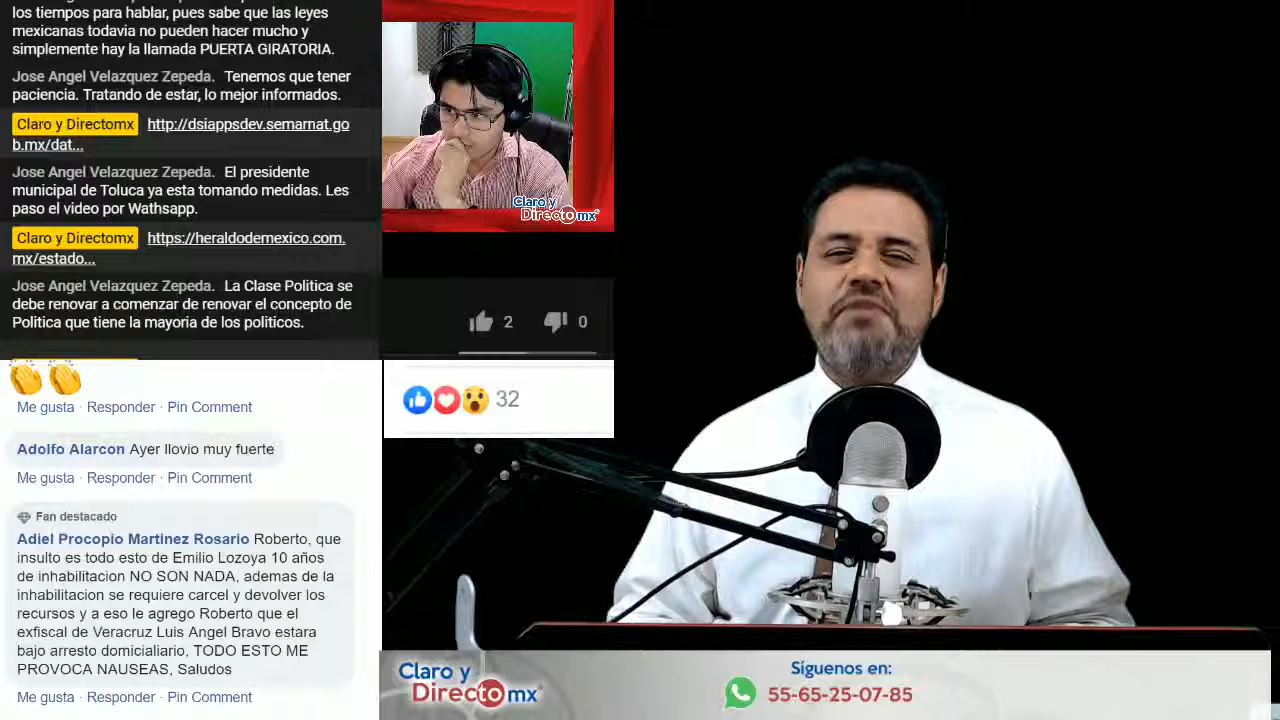 los tiempos para hablar, pues sabe que las leyes
mexicanas todavia no pueden hacer mucho y
simplemente hay la llamada PUERTA GIRATORIA.
Jose Angel Velazquez Zepeda. Tenemos que tener
paciencia. Tratando de estar, lo mejor informados.
Claro y Directomx http://dsiappsdev.semarnat.go
b.mx/dat...
Jose Angel Velazquez Zepeda. El presidente
municipal de Toluca ya esta tomando medidas. Les
paso el video por Wathsapp.
Claro y Directomx https://heraldodemexico.com.
mx/estado...
Jose Angel Velazquez Zepeda. La Clase Politica se
debe renovar a comenzar de renovar el concepto de
Politica que tiene la mayoria de los politicos.
Me gusta · Responder · Pin Comment
Adolfo Alarcon Ayer llovio muy fuerte
Me gusta · Responder · Pin Comment
Fan destacado
Adiel Procopio Martinez Rosario Roberto, que
insulto es todo esto de Emilio Lozoya 10 años
de inhabilitacion NO SON NADA, ademas de la
inhabilitacion se requiere carcel y devolver los
recursos y a eso le agrego Roberto que el
exfiscal de Veracruz Luis Angel Bravo estara
bajo arresto domicialiario, TODO ESTO ME
PROVOCA NAUSEAS, Saludos
Me gusta · Responder · Pin Comment
Claro y
Directo mx
2 0
32
Claro y
Directo mx
Síguenos en:
55-65-25-07-85